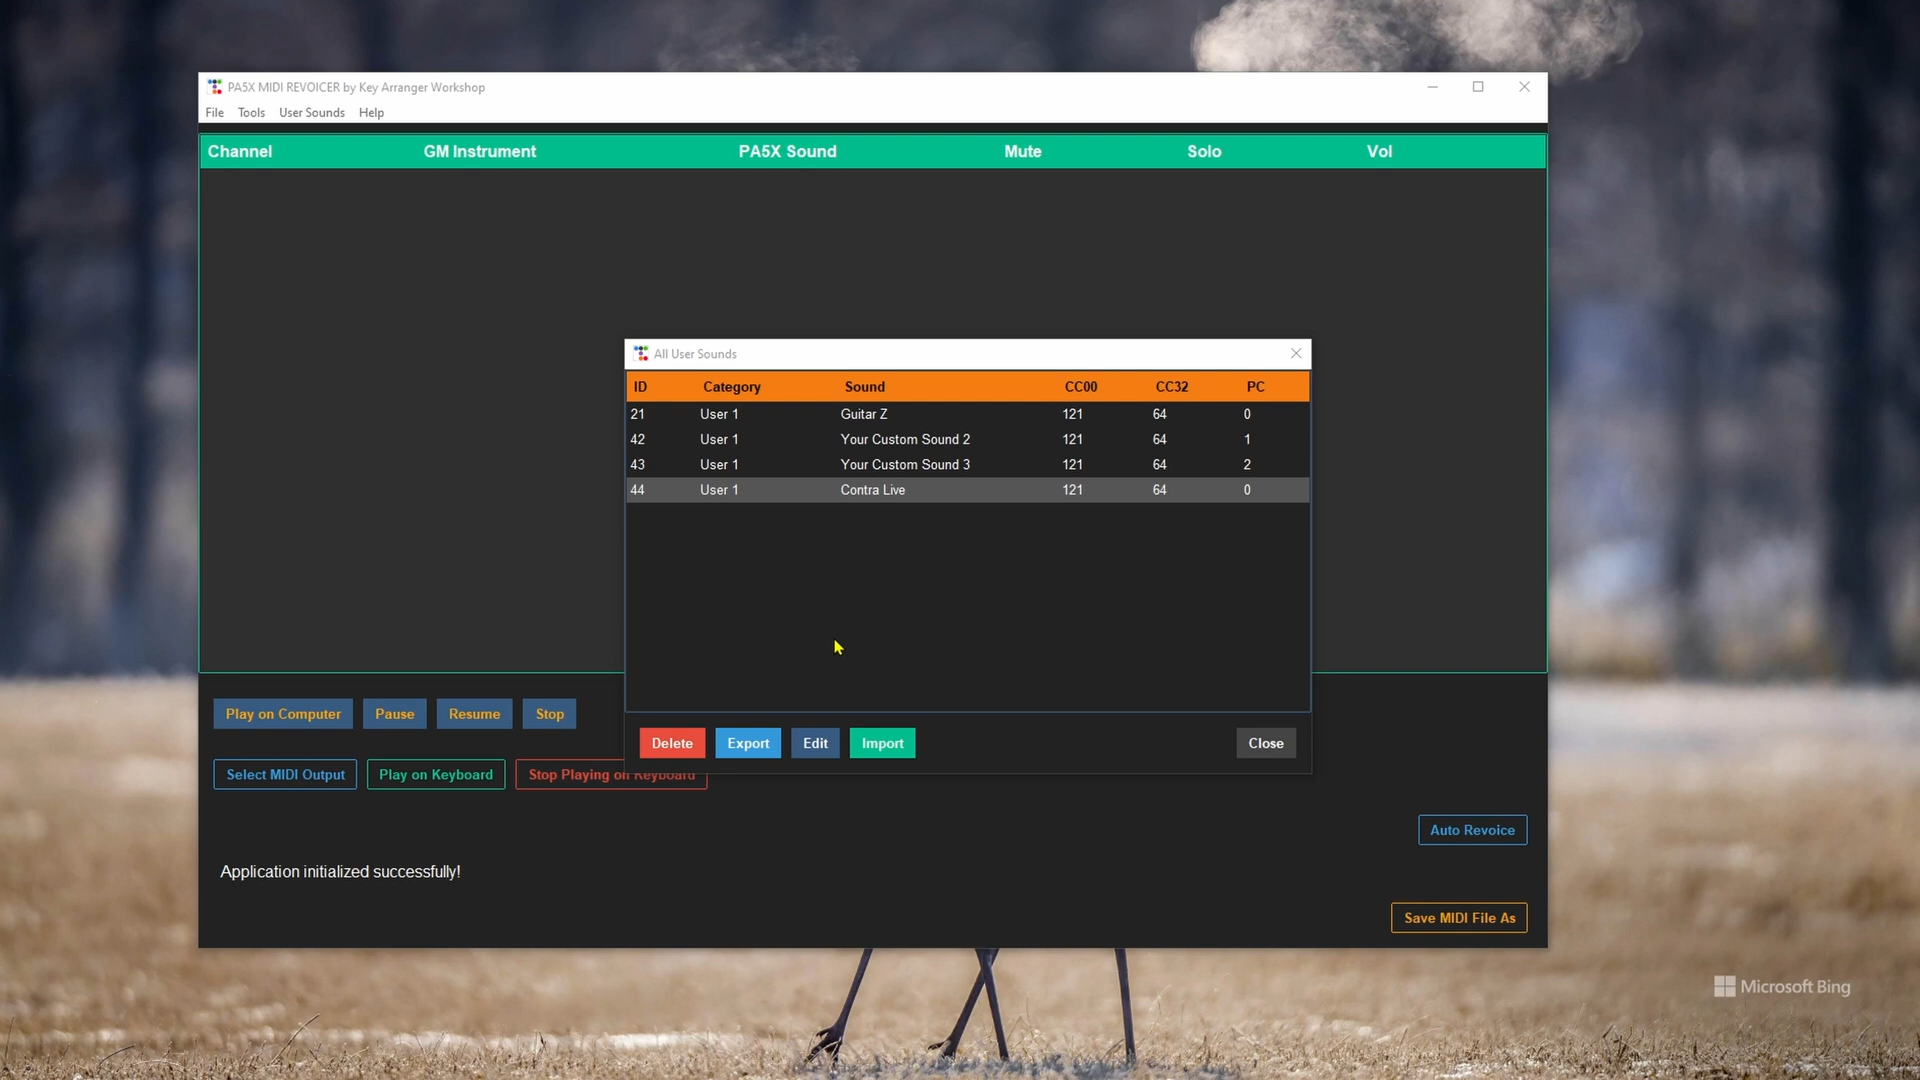 PA5X MIDI REVOICER by Key Arranger Workshop
File Tools User Sounds Help
Channel GM Instrument PA5X Sound Mute Solo Vol
All User Sounds
ID Category Sound CC00 CC32 PC
21 User 1 Guitar Z 121 64 0
42 User 1 Your Custom Sound 2 121 64 1
43 User 1 Your Custom Sound 3 121 64 2
44 User 1 Contra Live 121 64 0
Play on Computer Pause Resume Stop
Delete Export Edit Import Close
Select MIDI Output Play on Keyboard Stop Playing on Keyboard
Auto Revoice
Application initialized successfully!
Save MIDI File As
Microsoft Bing